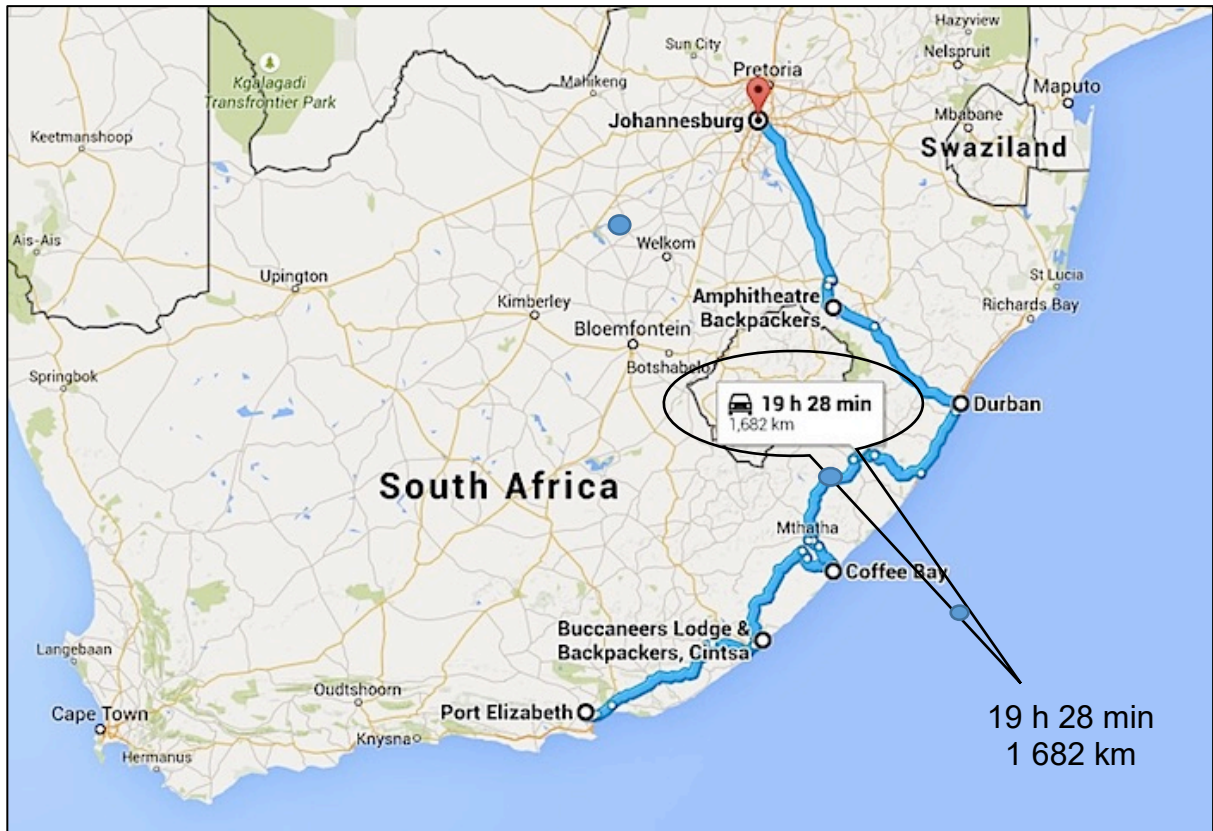 Hazyview
Sun City
Nelspruit
Pretoria
Kgalagadi
Transfrontier Park
Mahikeng
Maputo
Mbabane
Johannesburg
Keetmanshoop
Swaziland
Ais-Ais
Welkom
Upington
St Lucia
Amphitheatre
Backpackers
Richards Bay
Kimberley
Bloemfontein
Botshabelo
Springbok
19 h 28 min
1,682 km
Durban
South Africa
Mthatha
Coffee Bay
Buccaneers Lodge &
Backpackers, Cintsa
Langebaan
Oudtshoorn
Port Elizabeth
Cape Town
Knysna
Hermanus
19 h 28 min
1 682 km